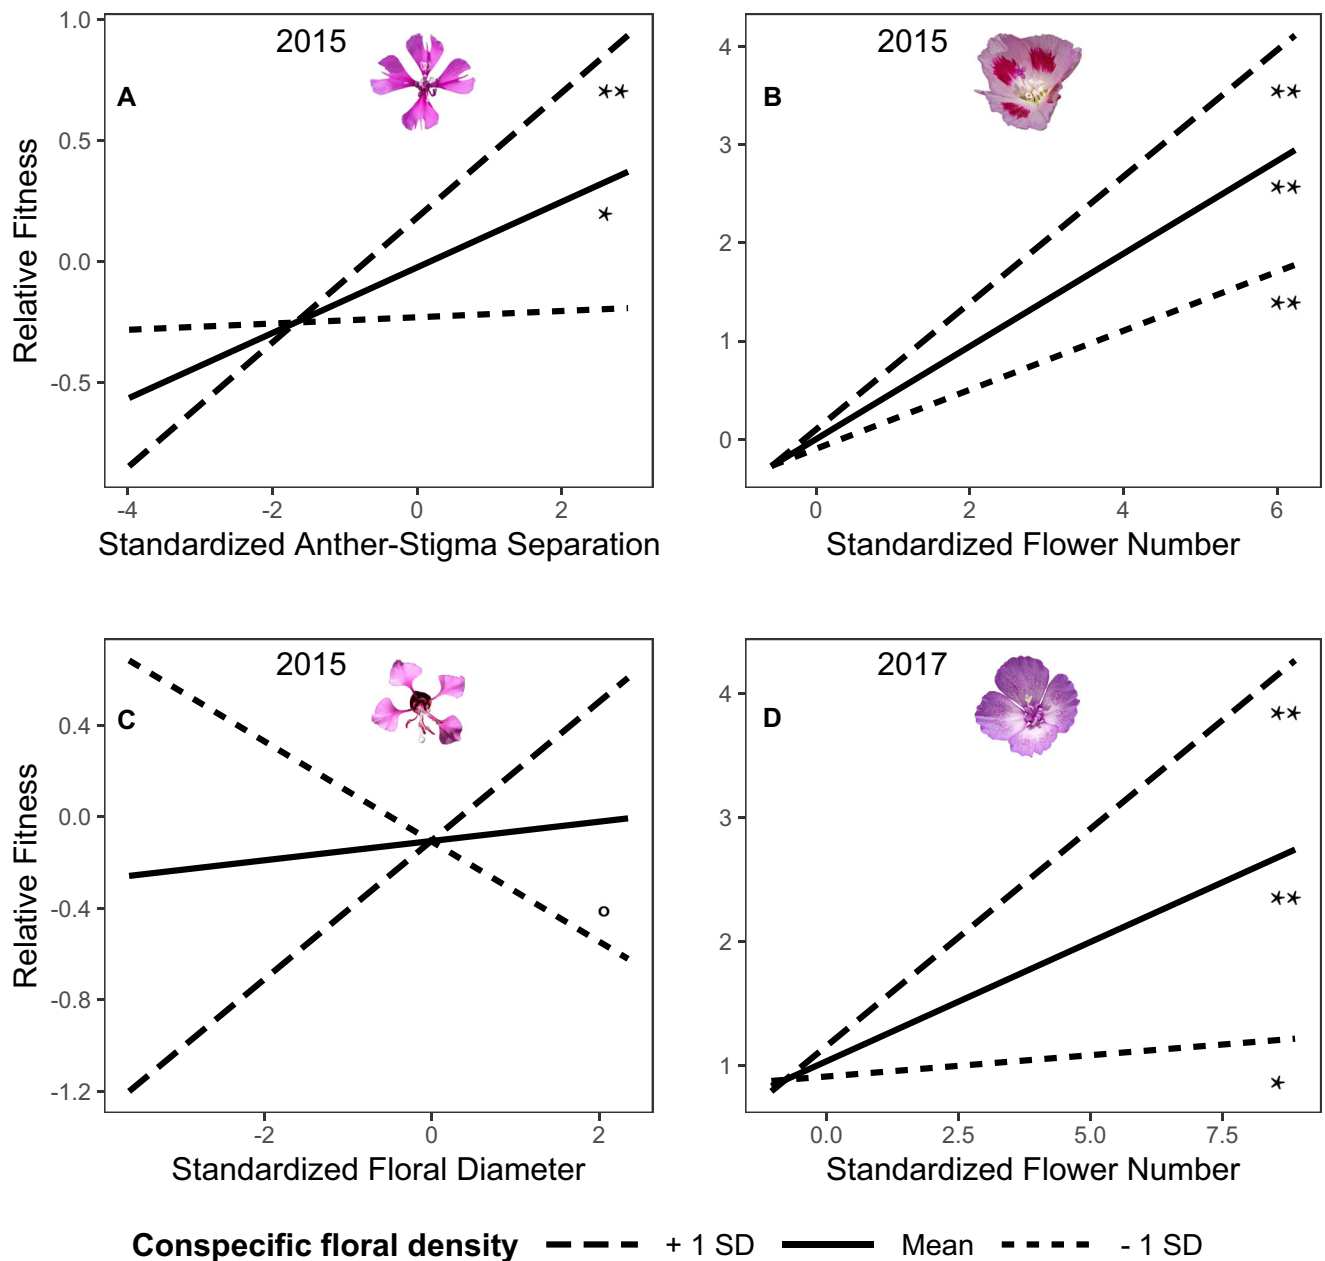 2015
A
**
*
1.0
0.5
0.0
-0.5
-4 -2 0 2
Relative Fitness
Standardized Anther-Stigma Separation
2015
B
**
**
**
4
3
2
1
0
0 2 4 6
Standardized Flower Number
2015
C
o
0.4
0.0
-0.4
-0.8
-1.2
-2 0 2
Relative Fitness
Standardized Floral Diameter
2017
D
**
**
*
4
3
2
1
0.0 2.5 5.0 7.5
Standardized Flower Number
Conspecific floral density + 1 SD Mean - 1 SD